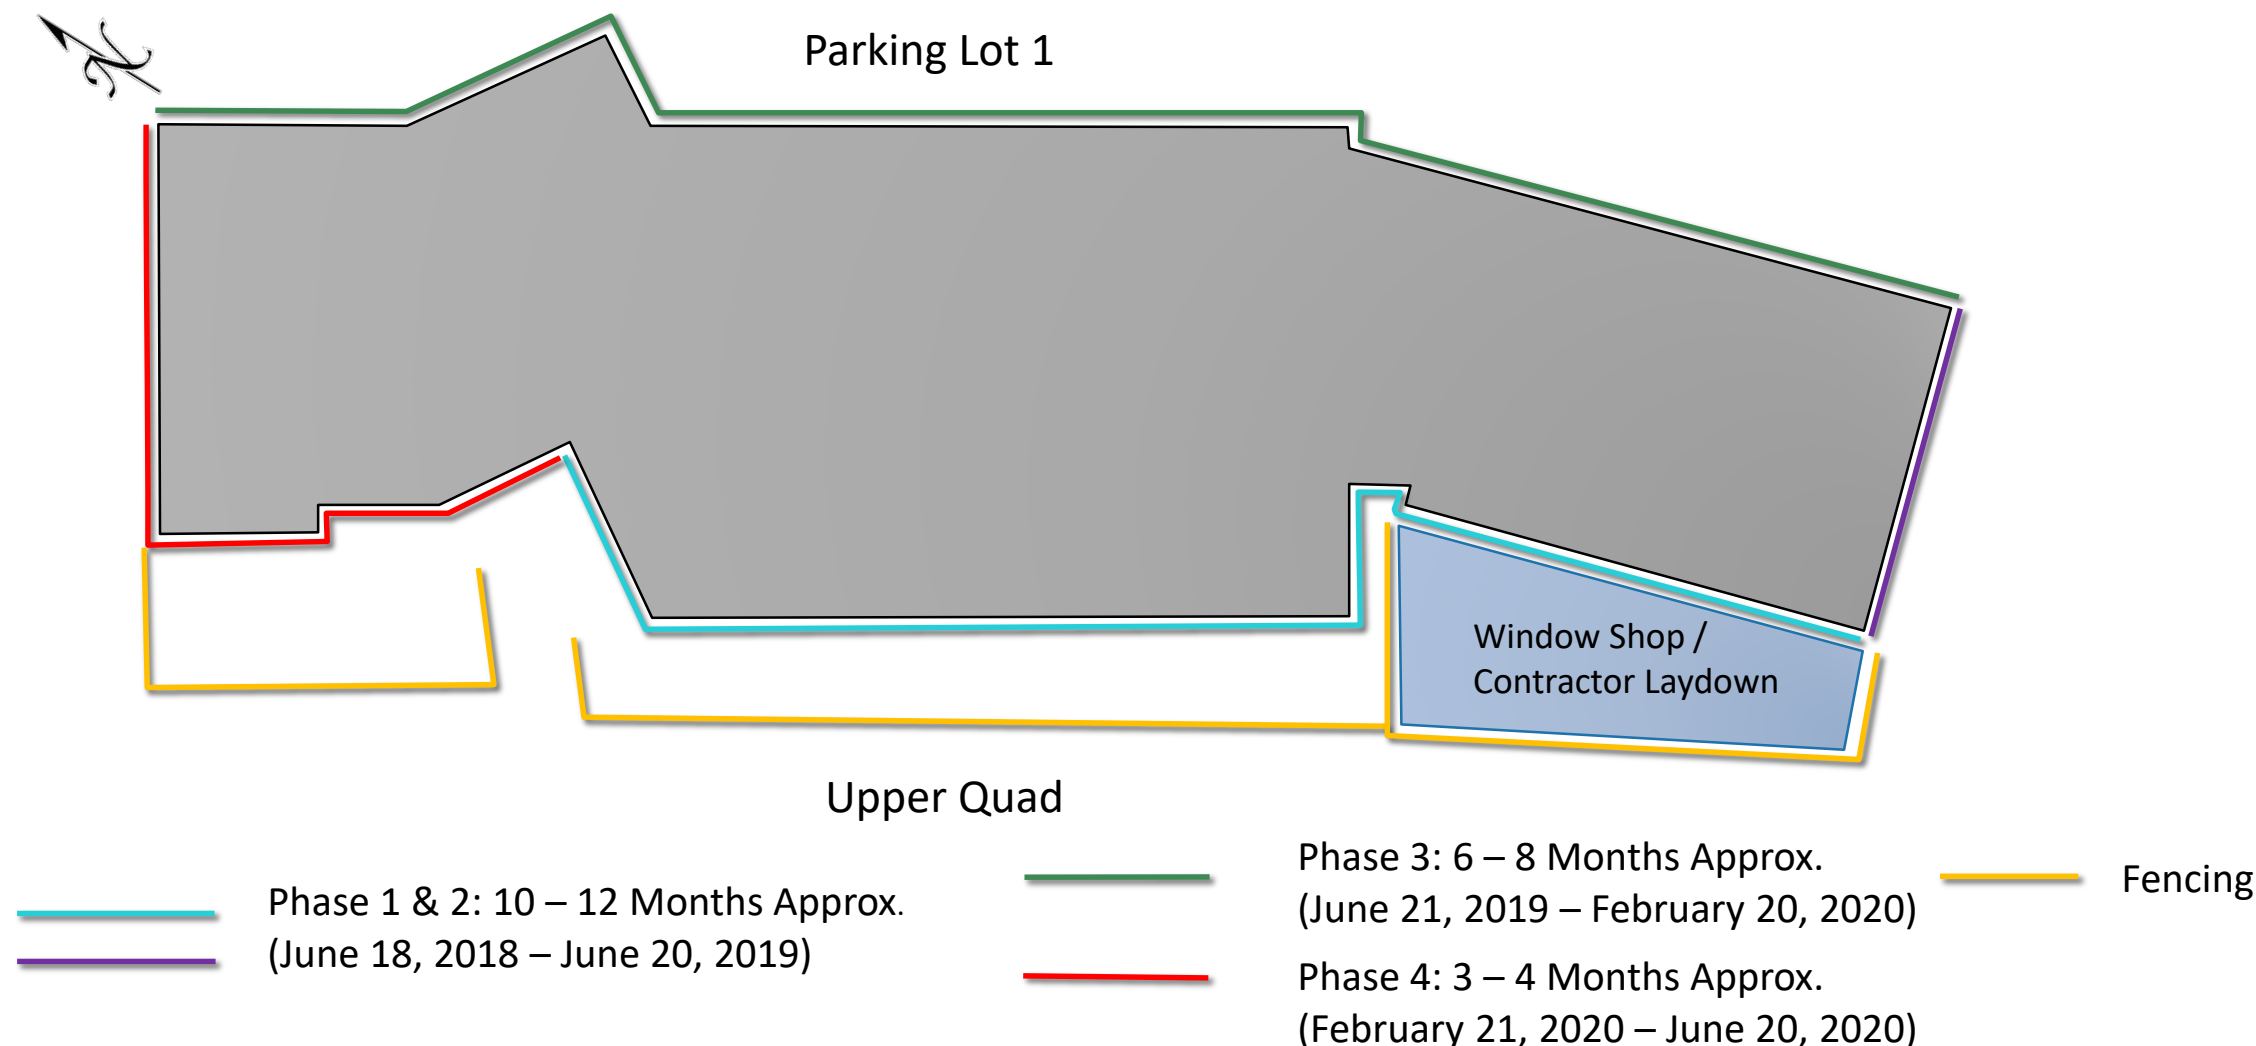 N
Parking Lot 1
Window Shop /
Contractor Laydown
Upper Quad
Phase 1 & 2: 10 – 12 Months Approx.
(June 18, 2018 – June 20, 2019)
Phase 3: 6 – 8 Months Approx.
(June 21, 2019 – February 20, 2020)
Phase 4: 3 – 4 Months Approx.
(February 21, 2020 – June 20, 2020)
Fencing